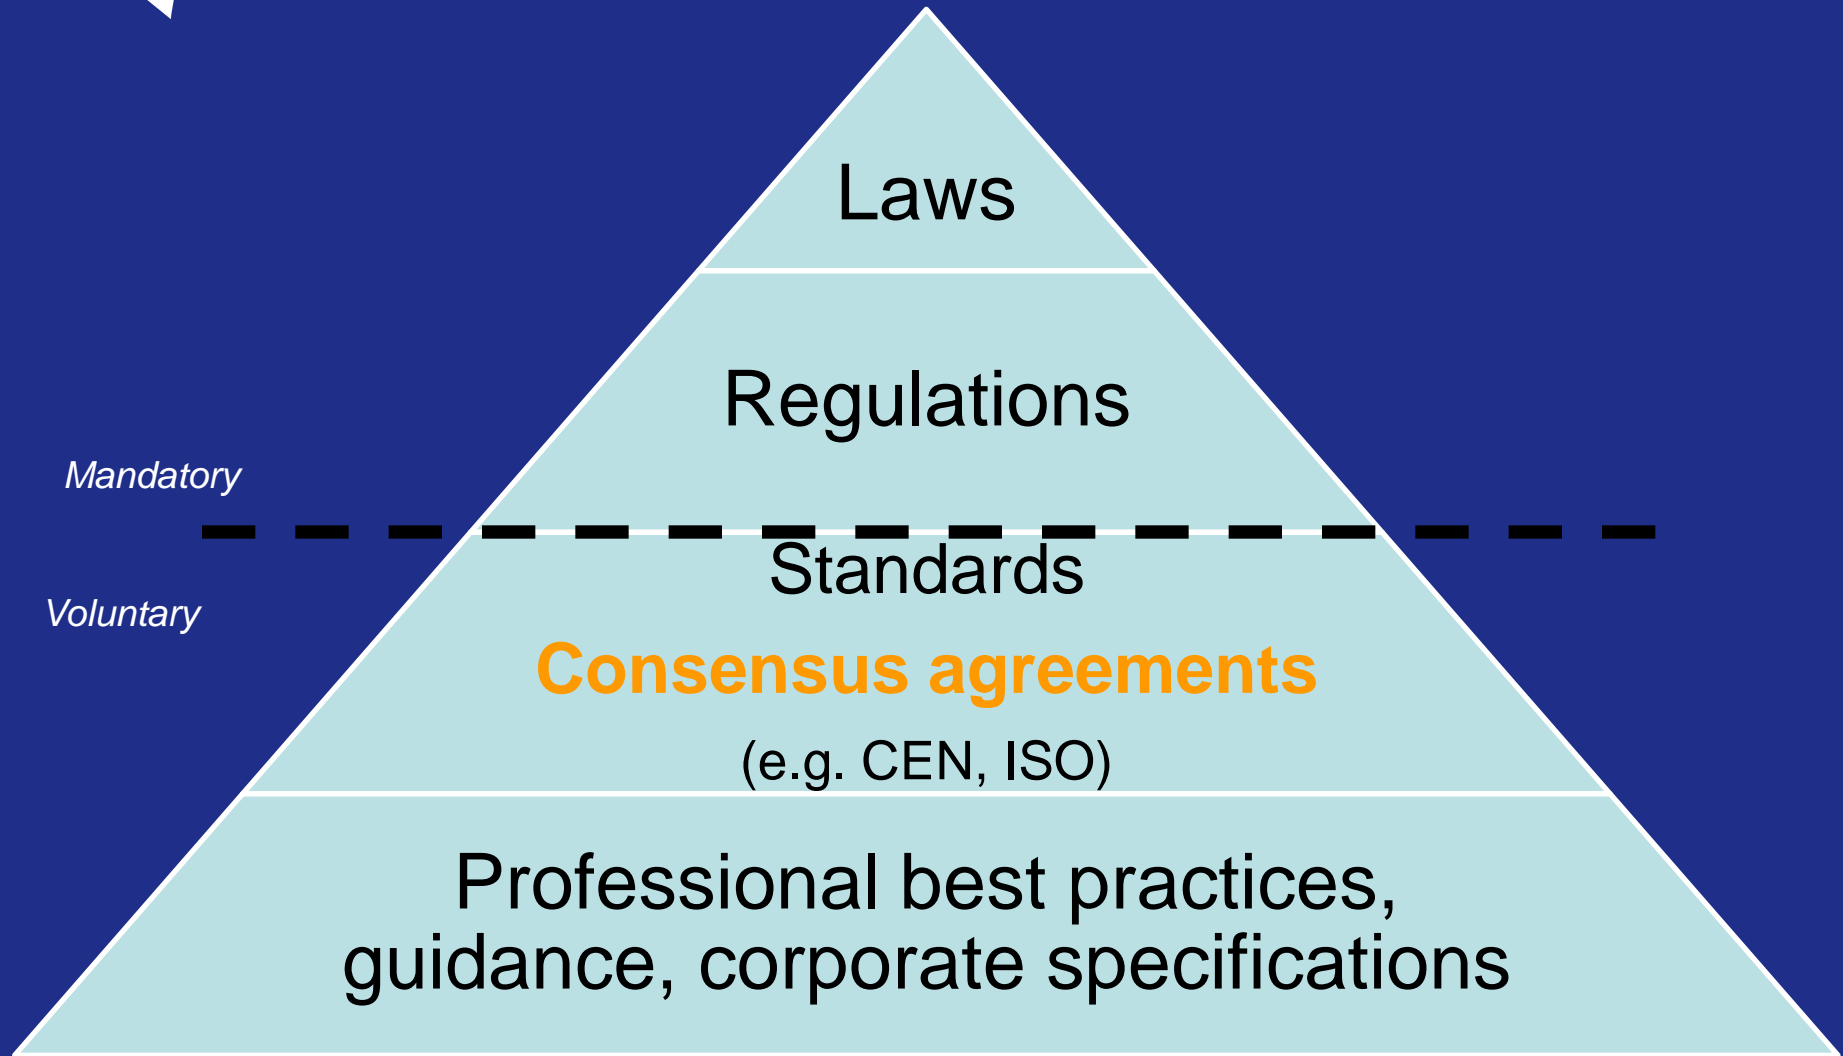 Laws
Regulations
Mandatory
Standards
Voluntary
Consensus agreements
(e.g. CEN, ISO)
Professional best practices,
guidance, corporate specifications